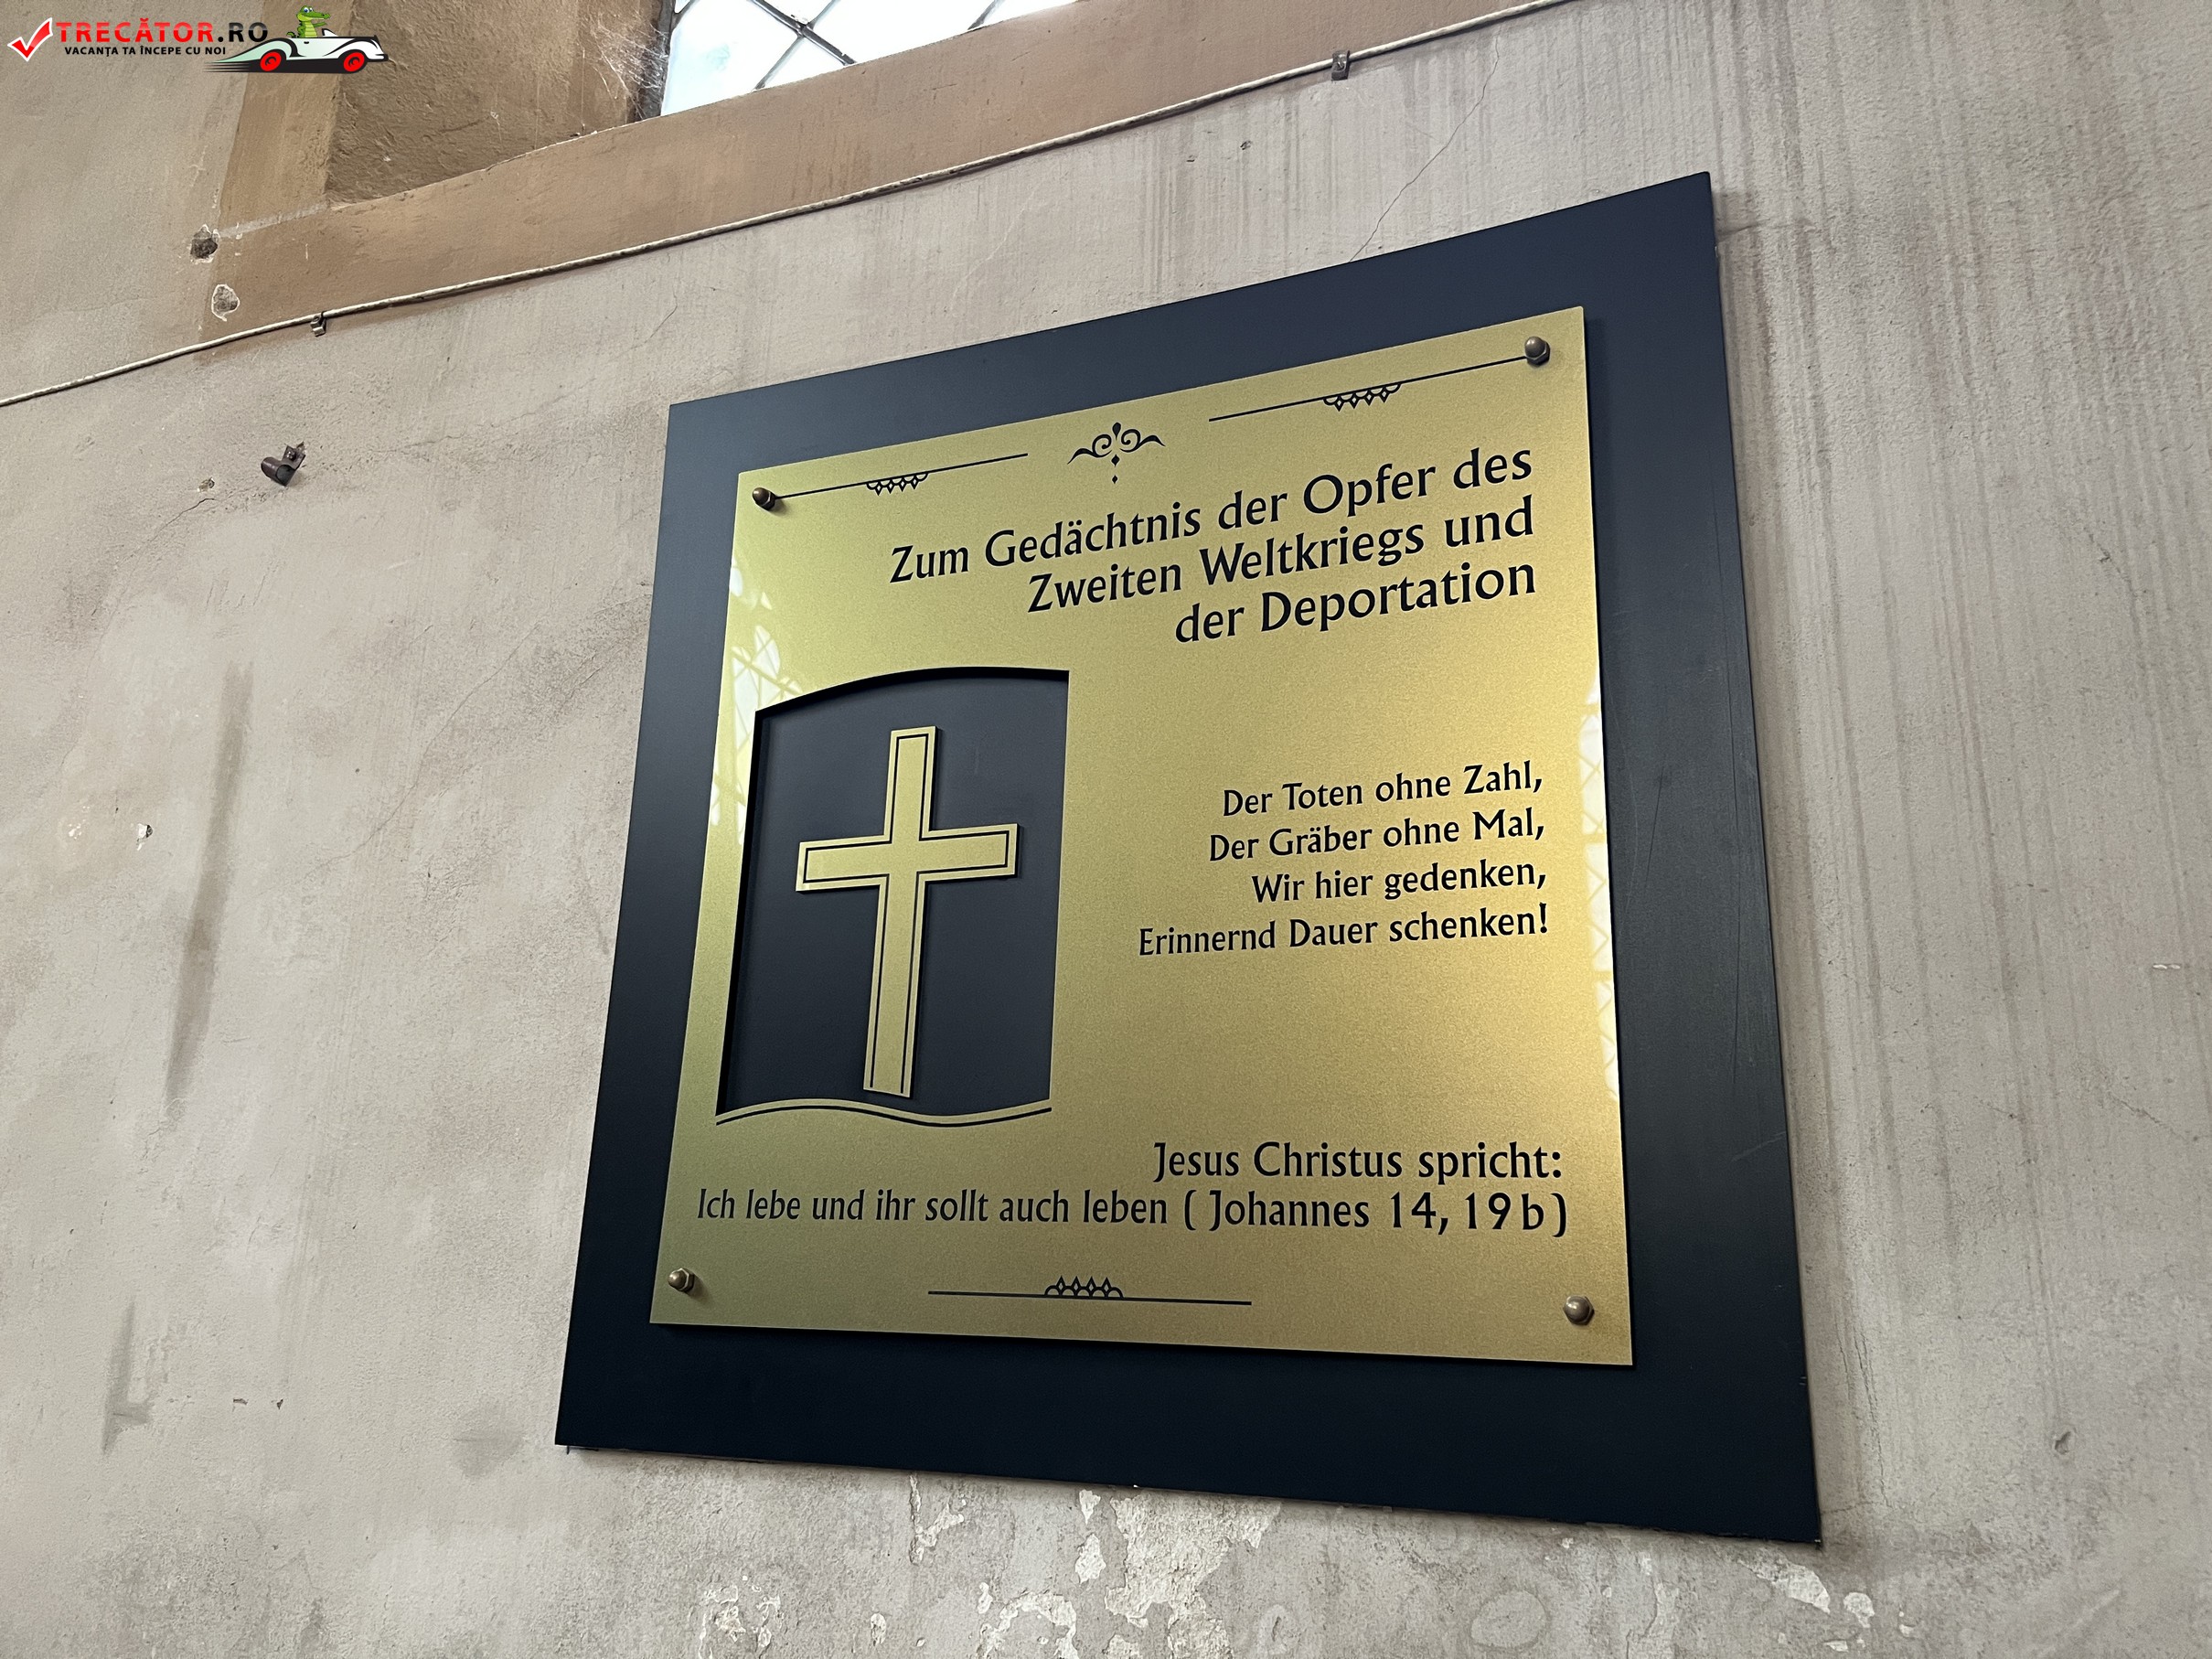 TRECĂTOR.RO
VACANȚA TA ÎNCEPE CU NOI
Zum Gedächtnis der Opfer des
Zweiten Weltkriegs und
der Deportation
Der Toten ohne Zahl,
Der Gräber ohne Mal,
Wir hier gedenken,
Erinnernd Dauer schenken!
Jesus Christus spricht:
Ich lebe und ihr sollt auch leben ( Johannes 14, 19 b )